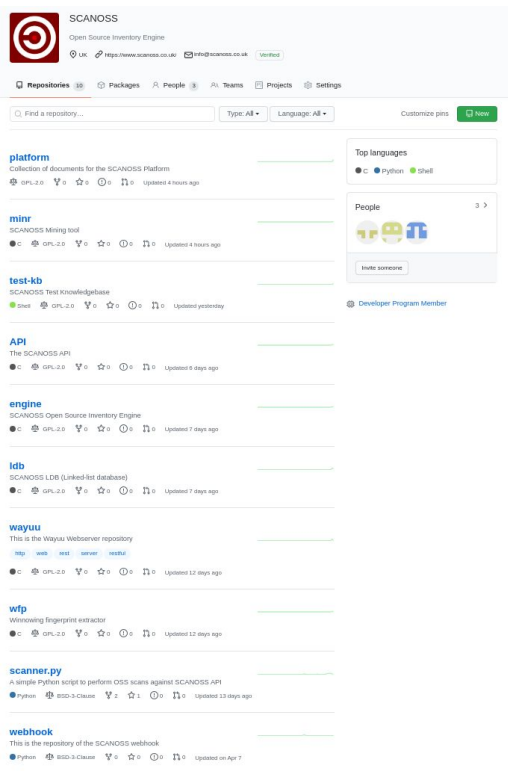 SCANOSS
Open Source Inventory Engine
UK https://www.scanoss.co.uk/ info@scanoss.co.uk Verified
Repositories 10 Packages People 3 Teams Projects Settings
Find a repository… Type: All Language: All Customize pins New
platform
Collection of documents for the SCANOSS Platform
GPL-2.0 0 0 0 0 Updated 4 hours ago
minr
SCANOSS Mining tool
C GPL-2.0 0 0 0 0 Updated 4 hours ago
test-kb
SCANOSS Test Knowledgebase
Shell GPL-2.0 0 0 0 0 Updated yesterday
API
The SCANOSS API
C GPL-2.0 0 0 0 0 Updated 6 days ago
engine
SCANOSS Open Source Inventory Engine
C GPL-2.0 0 0 0 0 Updated 7 days ago
ldb
SCANOSS LDB (Linked-list database)
C GPL-2.0 0 0 0 0 Updated 7 days ago
wayuu
This is the Wayuu Webserver repository
http web rest server restful
C GPL-2.0 0 0 0 0 Updated 12 days ago
wfp
Winnowing fingerprint extractor
C GPL-2.0 0 0 0 0 Updated 12 days ago
scanner.py
A simple Python script to perform OSS scans against SCANOSS API
Python BSD-3-Clause 2 1 0 0 Updated 13 days ago
webhook
This is the repository of the SCANOSS webhook
Python BSD-3-Clause 0 0 0 0 Updated on Apr 7
Top languages
C Python Shell
People 3
Invite someone
Developer Program Member